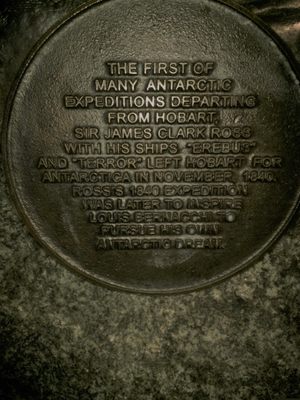 THE FIRST OF
MANY ANTARCTIC
EXPEDITIONS DEPARTING
FROM HOBART,
SIR JAMES CLARK ROSS
WITH HIS SHIPS "EREBUS"
AND "TERROR" LEFT HOBART FOR
ANTARCTICA IN NOVEMBER 1840.
ROSS'S 1840 EXPEDITION
WAS LATER TO INSPIRE
LOUIS BERNACCHI TO
PURSUE HIS OWN
ANTARCTIC DREAM.